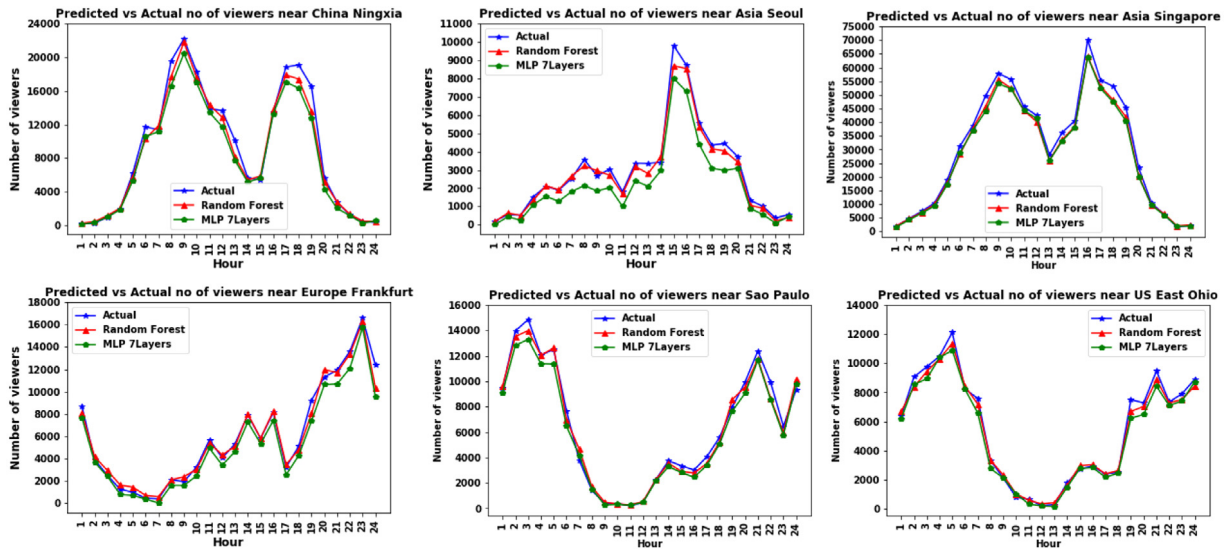 Predicted vs Actual no of viewers near China Ningxia
Number of viewers
24000
20000
16000
12000
8000
4000
0
Actual
Random Forest
MLP 7Layers
1 2 3 4 5 6 7 8 9 10 11 12 13 14 15 16 17 18 19 20 21 22 23 24
Hour
Predicted vs Actual no of viewers near Asia Seoul
Number of viewers
11000
10000
9000
8000
7000
6000
5000
4000
3000
2000
1000
0
Actual
Random Forest
MLP 7Layers
1 2 3 4 5 6 7 8 9 10 11 12 13 14 15 16 17 18 19 20 21 22 23 24
Hour
Predicted vs Actual no of viewers near Asia Singapore
Number of viewers
75000
70000
65000
60000
55000
50000
45000
40000
35000
30000
25000
20000
15000
10000
5000
0
Actual
Random Forest
MLP 7Layers
1 2 3 4 5 6 7 8 9 10 11 12 13 14 15 16 17 18 19 20 21 22 23 24
Hour
Predicted vs Actual no of viewers near Europe Frankfurt
Number of viewers
18000
16000
14000
12000
10000
8000
6000
4000
2000
0
Actual
Random Forest
MLP 7Layers
1 2 3 4 5 6 7 8 9 10 11 12 13 14 15 16 17 18 19 20 21 22 23 24
Hour
Predicted vs Actual no of viewers near Sao Paulo
Number of viewers
16000
14000
12000
10000
8000
6000
4000
2000
0
Actual
Random Forest
MLP 7Layers
1 2 3 4 5 6 7 8 9 10 11 12 13 14 15 16 17 18 19 20 21 22 23 24
Hour
Predicted vs Actual no of viewers near US East Ohio
Number of viewers
14000
12000
10000
8000
6000
4000
2000
0
Actual
Random Forest
MLP 7Layers
1 2 3 4 5 6 7 8 9 10 11 12 13 14 15 16 17 18 19 20 21 22 23 24
Hour